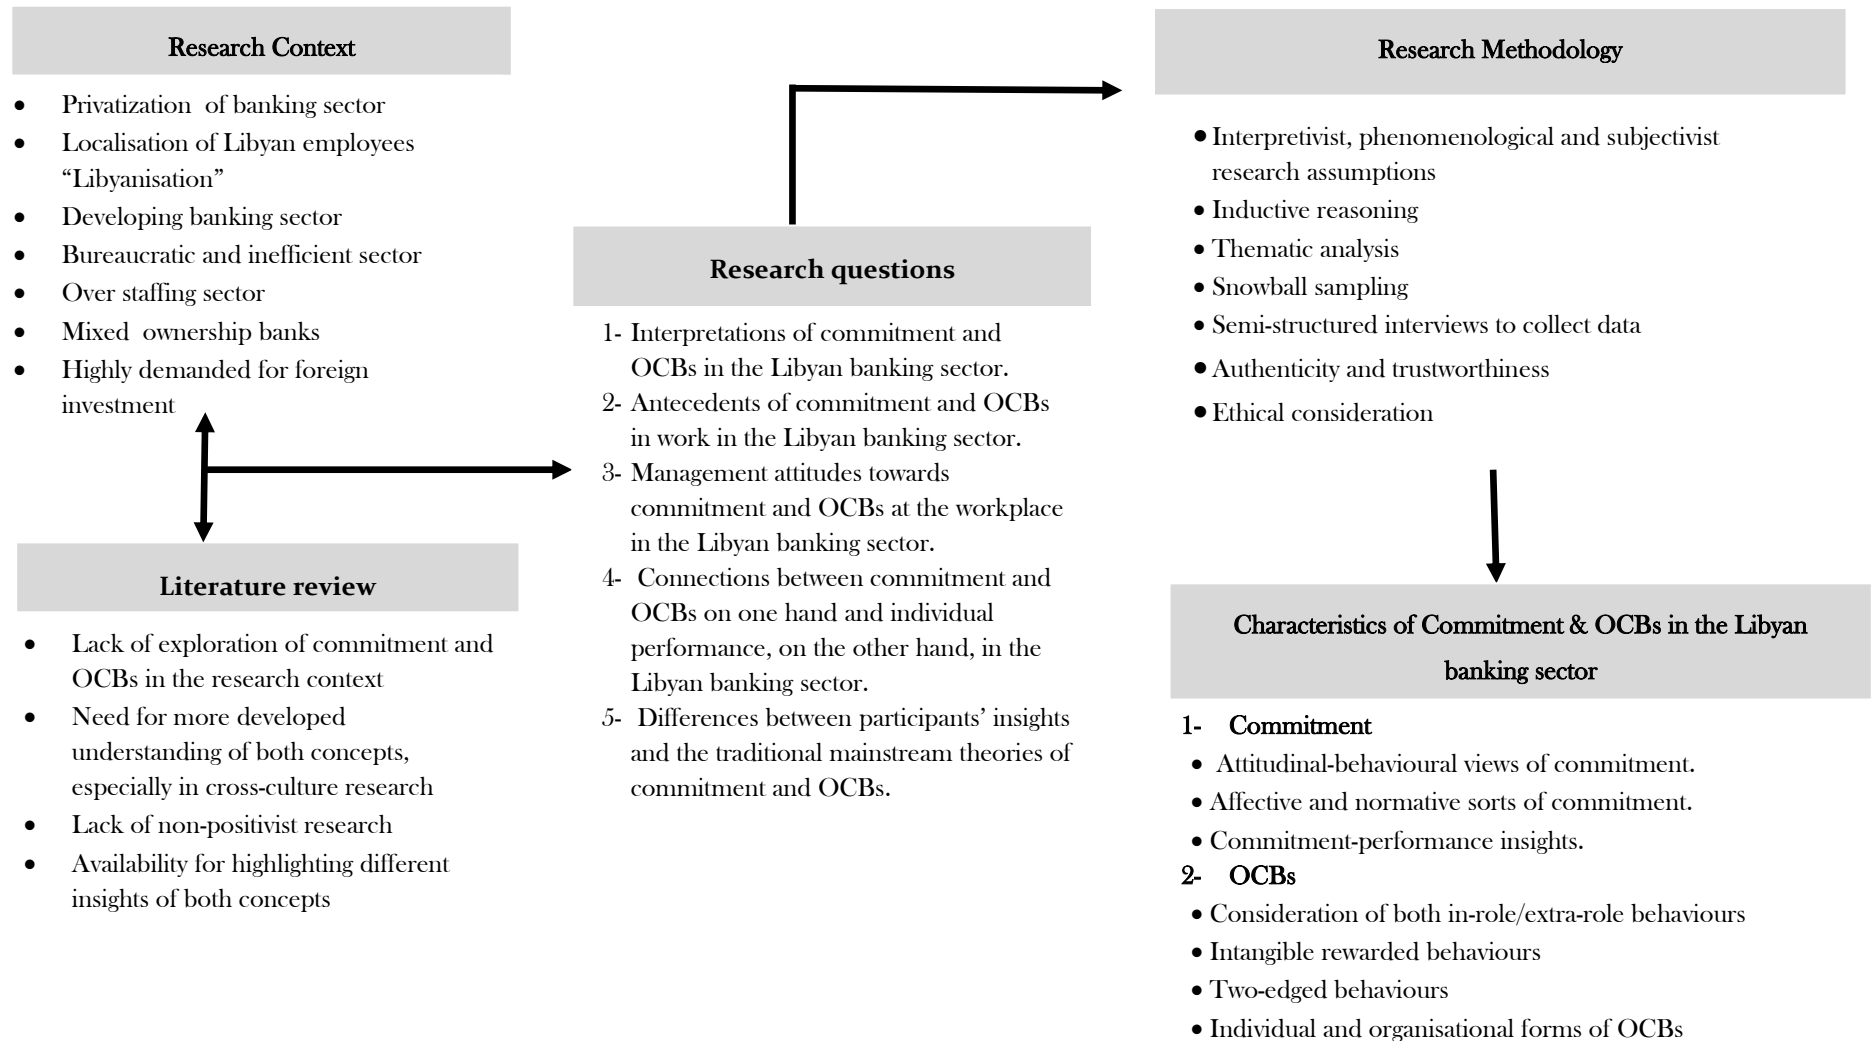 Research Context
• Privatization of banking sector
• Localisation of Libyan employees
“Libyanisation”
• Developing banking sector
• Bureaucratic and inefficient sector
• Over staffing sector
• Mixed ownership banks
• Highly demanded for foreign
investment
Literature review
• Lack of exploration of commitment and
OCBs in the research context
• Need for more developed
understanding of both concepts,
especially in cross-culture research
• Lack of non-positivist research
• Availability for highlighting different
insights of both concepts
Research questions
1- Interpretations of commitment and
OCBs in the Libyan banking sector.
2- Antecedents of commitment and OCBs
in work in the Libyan banking sector.
3- Management attitudes towards
commitment and OCBs at the workplace
in the Libyan banking sector.
4- Connections between commitment and
OCBs on one hand and individual
performance, on the other hand, in the
Libyan banking sector.
5- Differences between participants’ insights
and the traditional mainstream theories of
commitment and OCBs.
Research Methodology
• Interpretivist, phenomenological and subjectivist
research assumptions
• Inductive reasoning
• Thematic analysis
• Snowball sampling
• Semi-structured interviews to collect data
• Authenticity and trustworthiness
• Ethical consideration
Characteristics of Commitment & OCBs in the Libyan
banking sector
1- Commitment
• Attitudinal-behavioural views of commitment.
• Affective and normative sorts of commitment.
• Commitment-performance insights.
2- OCBs
• Consideration of both in-role/extra-role behaviours
• Intangible rewarded behaviours
• Two-edged behaviours
• Individual and organisational forms of OCBs